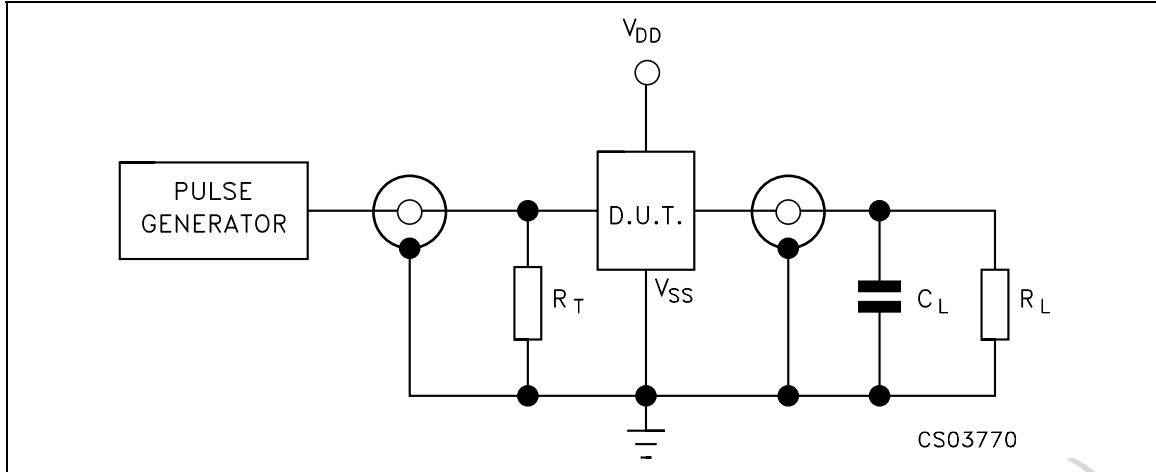 V_DD
PULSE
GENERATOR
D.U.T.
V_SS
R_T
C_L
R_L
CS03770